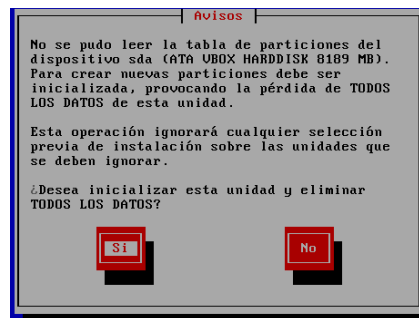 Avisos
No se pudo leer la tabla de particiones del
dispositivo sda (ATA VBOX HARDDISK 8189 MB).
Para crear nuevas particiones debe ser
inicializada, provocando la pérdida de TODOS
LOS DATOS de esta unidad.
Esta operación ignorará cualquier selección
previa de instalación sobre las unidades que
se deben ignorar.
¿Desea inicializar esta unidad y eliminar
TODOS LOS DATOS?
Si No